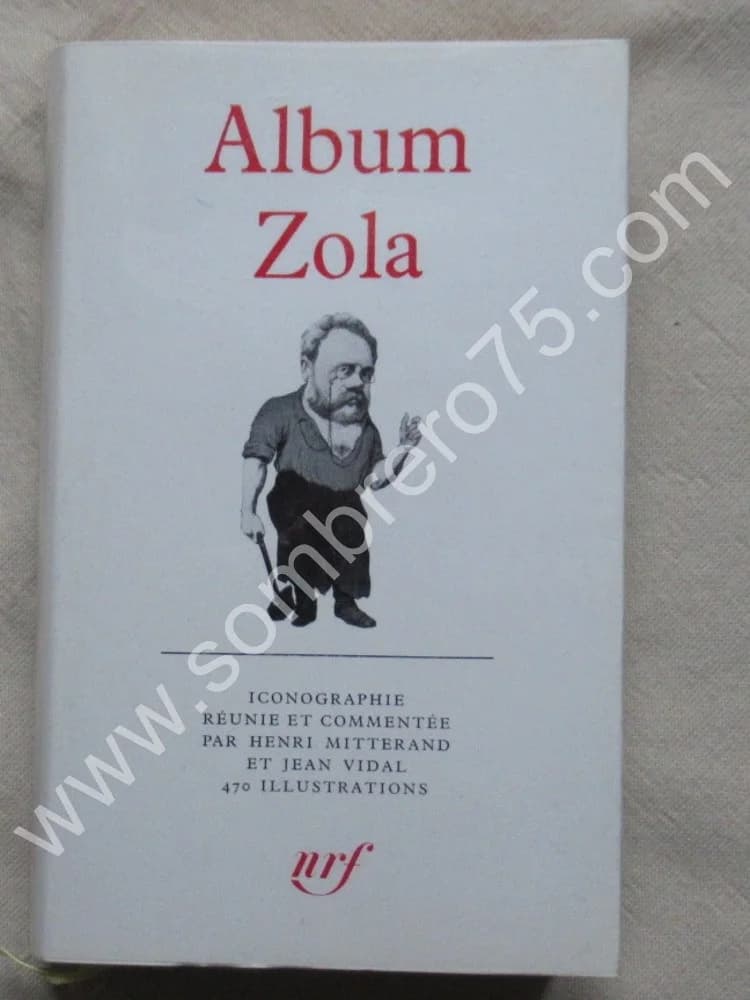 Album
Zola
ICONOGRAPHIE
RÉUNIE ET COMMENTÉE
PAR HENRI MITTERAND
ET JEAN VIDAL
470 ILLUSTRATIONS
nrf
www.sombrero75.com